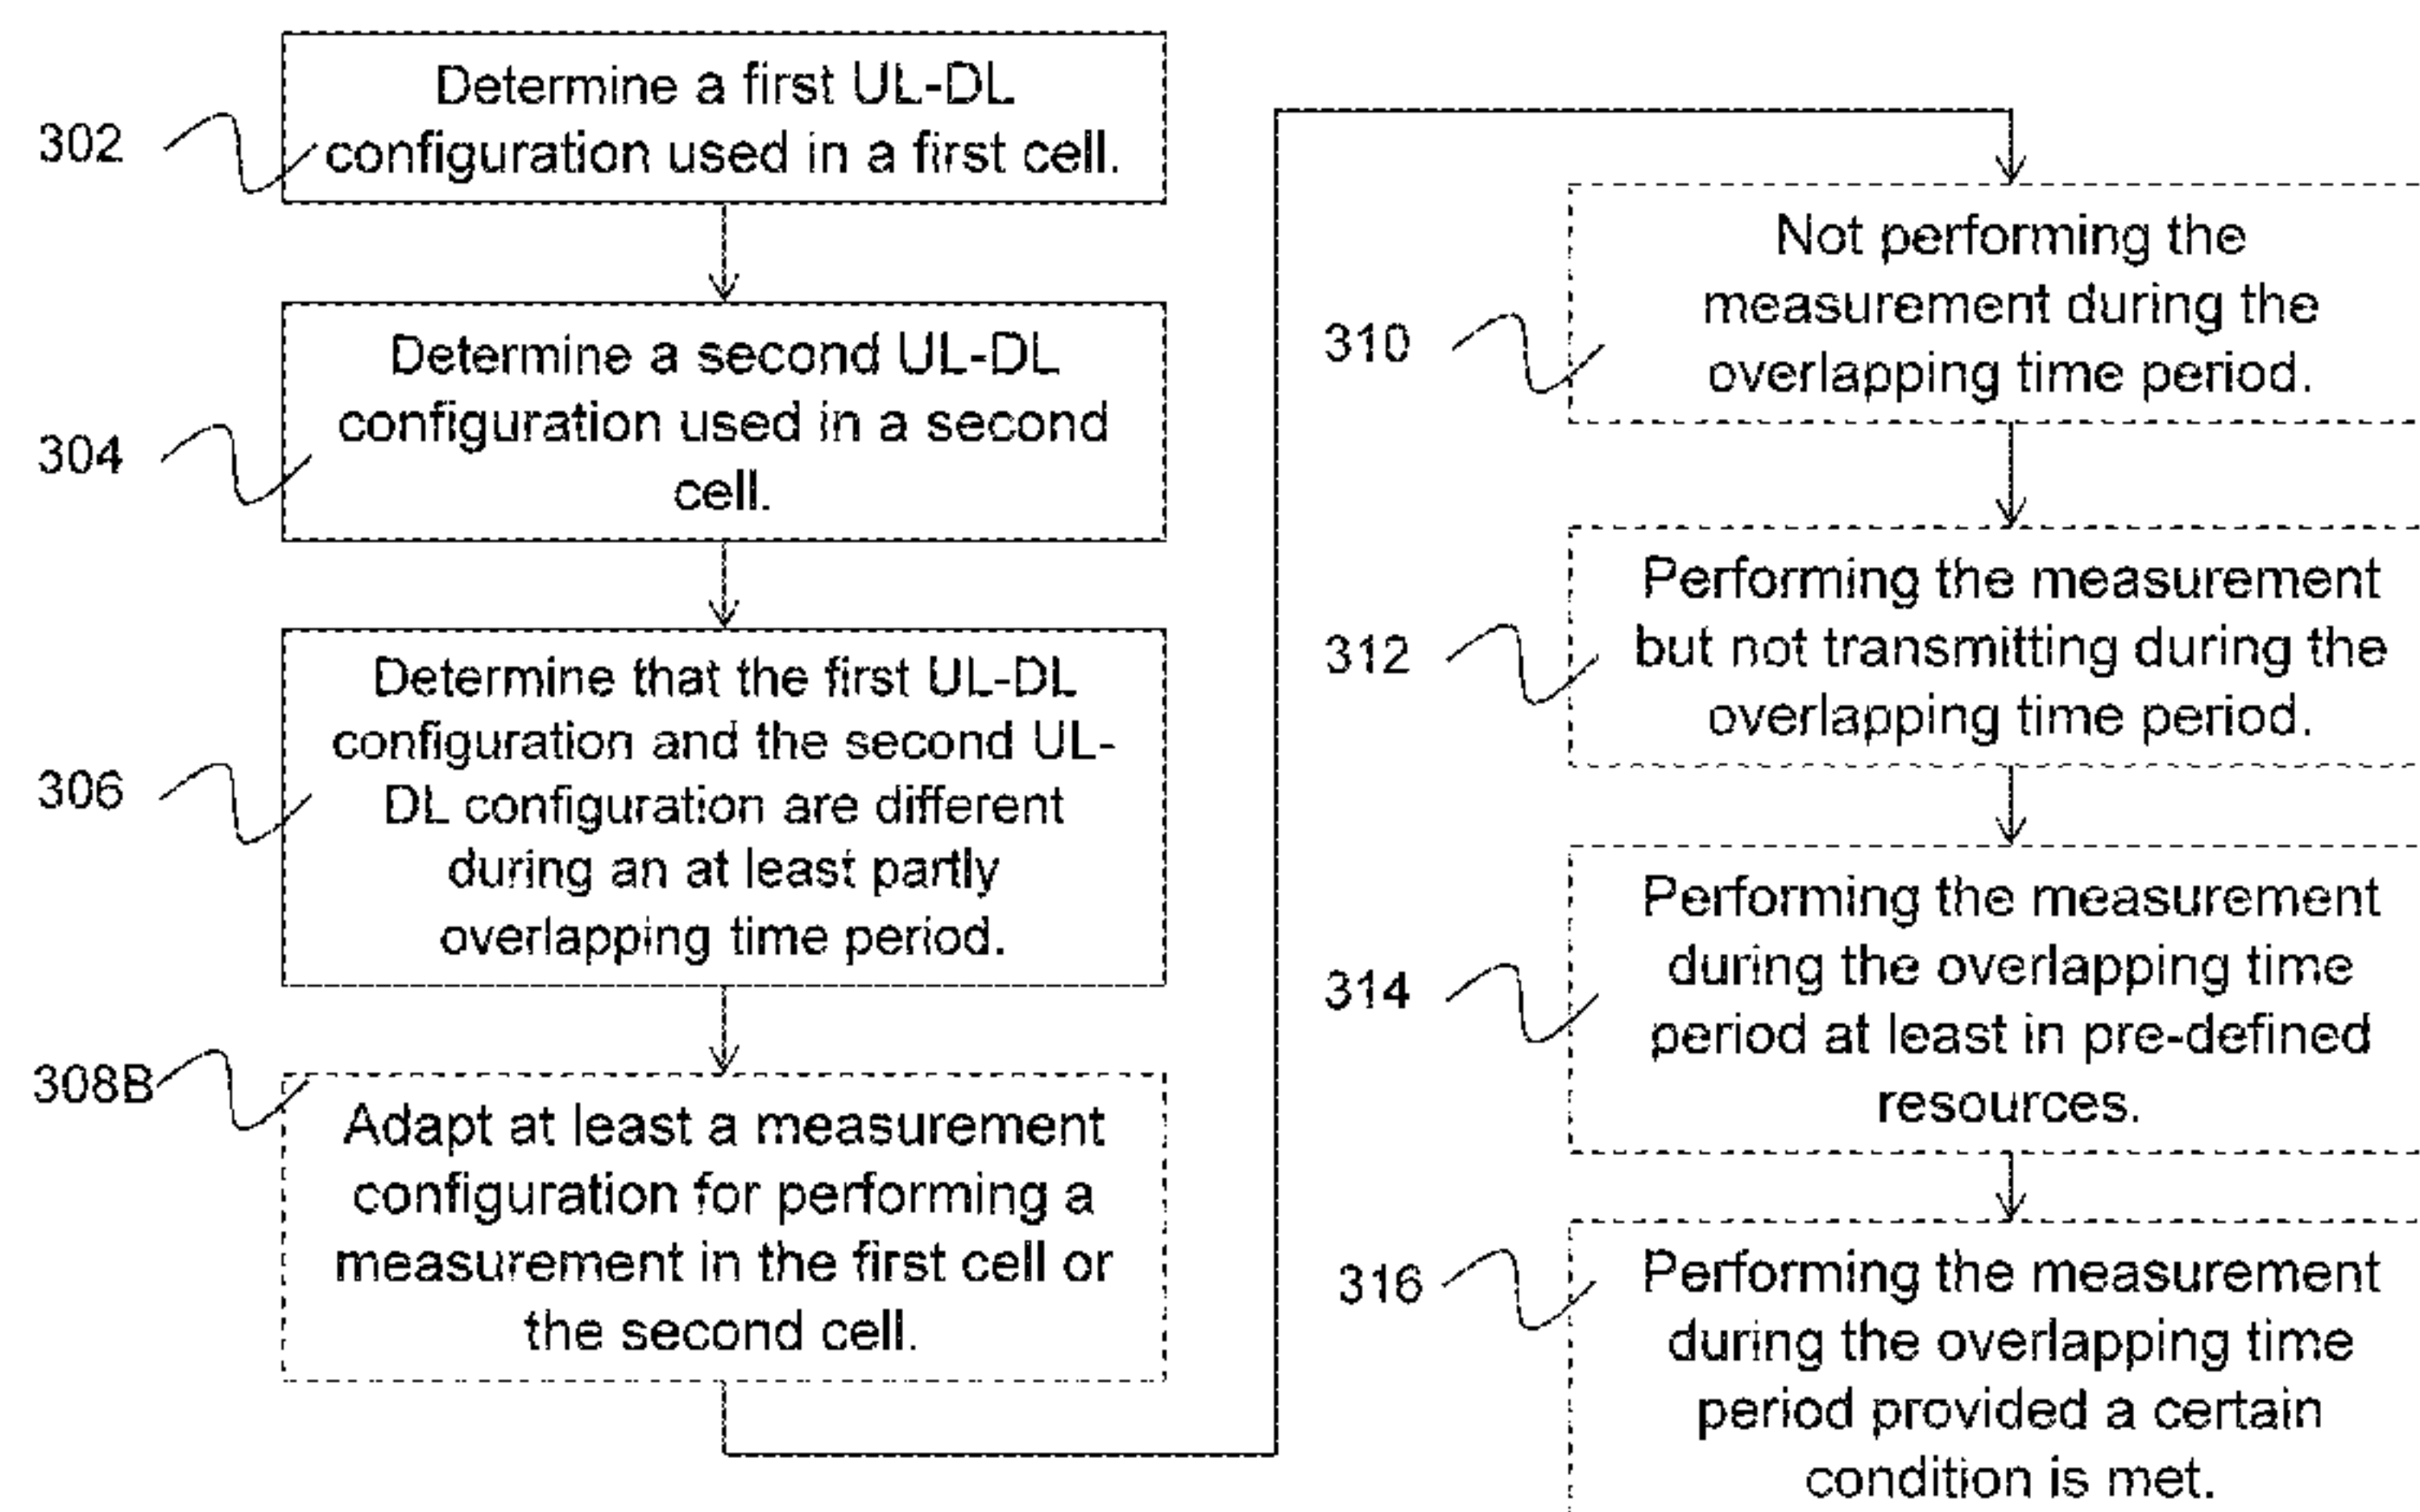 302
Determine a first UL-DL
configuration used in a first cell.
304
Determine a second UL-DL
configuration used in a second
cell.
306
Determine that the first UL-DL
configuration and the second UL-
DL configuration are different
during an at least partly
overlapping time period.
308B
Adapt at least a measurement
configuration for performing a
measurement in the first cell or
the second cell.
310
Not performing the
measurement during the
overlapping time period.
312
Performing the measurement
but not transmitting during the
overlapping time period.
314
Performing the measurement
during the overlapping time
period at least in pre-defined
resources.
316
Performing the measurement
during the overlapping time
period provided a certain
condition is met.